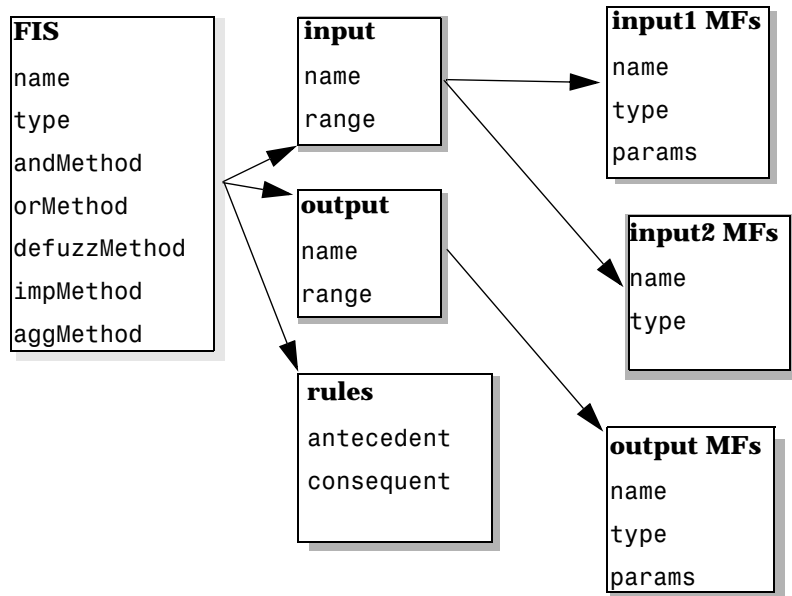 FIS
name
type
andMethod
orMethod
defuzzMethod
impMethod
aggMethod
input
name
range
output
name
range
rules
antecedent
consequent
input1 MFs
name
type
params
input2 MFs
name
type
output MFs
name
type
params